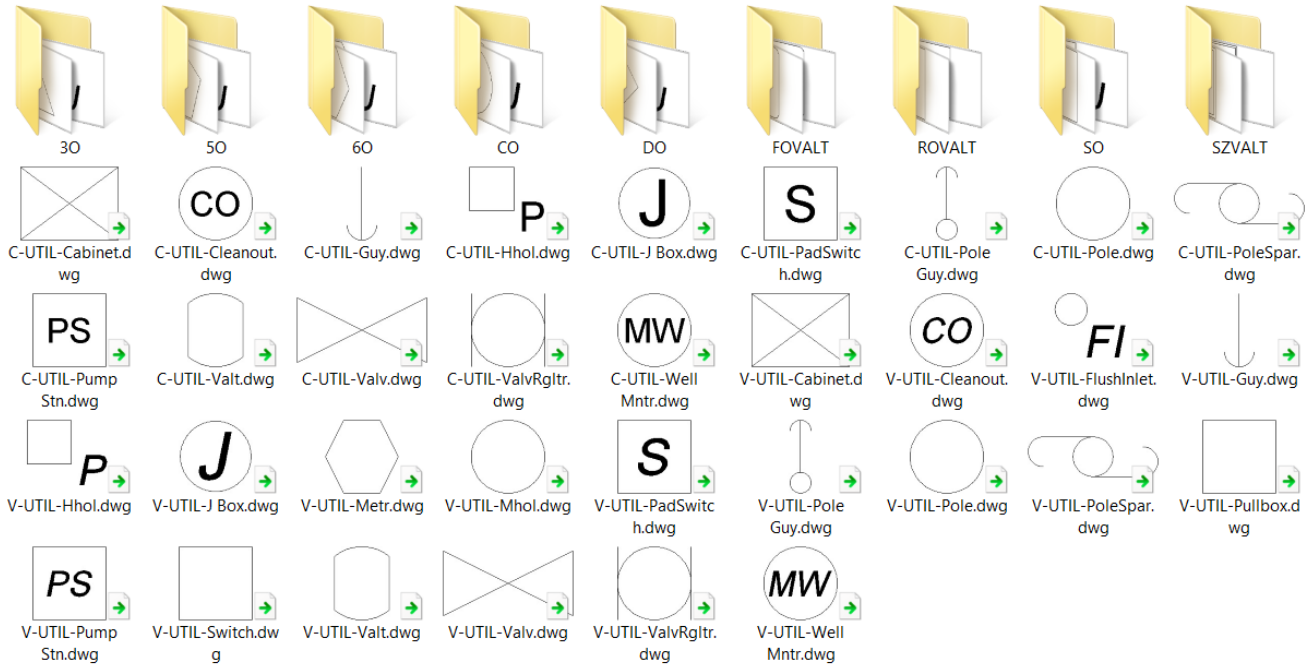 3O 5O 6O CO DO FOVALT ROVALT SO SZVALT
CO P J S
C-UTIL-Cabinet.d C-UTIL-Cleanout. C-UTIL-Guy.dwg C-UTIL-Hhol.dwg C-UTIL-J Box.dwg C-UTIL-PadSwitc C-UTIL-Pole C-UTIL-Pole.dwg C-UTIL-PoleSpar.
wg dwg h.dwg Guy.dwg dwg
PS MW CO FI
C-UTIL-Pump C-UTIL-Valt.dwg C-UTIL-Valv.dwg C-UTIL-ValvRgltr. C-UTIL-Well V-UTIL-Cabinet.d V-UTIL-Cleanout. V-UTIL-FlushInlet. V-UTIL-Guy.dwg
Stn.dwg dwg Mntr.dwg wg dwg dwg
P J S
V-UTIL-Hhol.dwg V-UTIL-J Box.dwg V-UTIL-Metr.dwg V-UTIL-Mhol.dwg V-UTIL-PadSwitc V-UTIL-Pole V-UTIL-Pole.dwg V-UTIL-PoleSpar. V-UTIL-Pullbox.d
h.dwg Guy.dwg dwg wg
PS MW
V-UTIL-Pump V-UTIL-Switch.dw V-UTIL-Valt.dwg V-UTIL-Valv.dwg V-UTIL-ValvRgltr. V-UTIL-Well
Stn.dwg g dwg Mntr.dwg